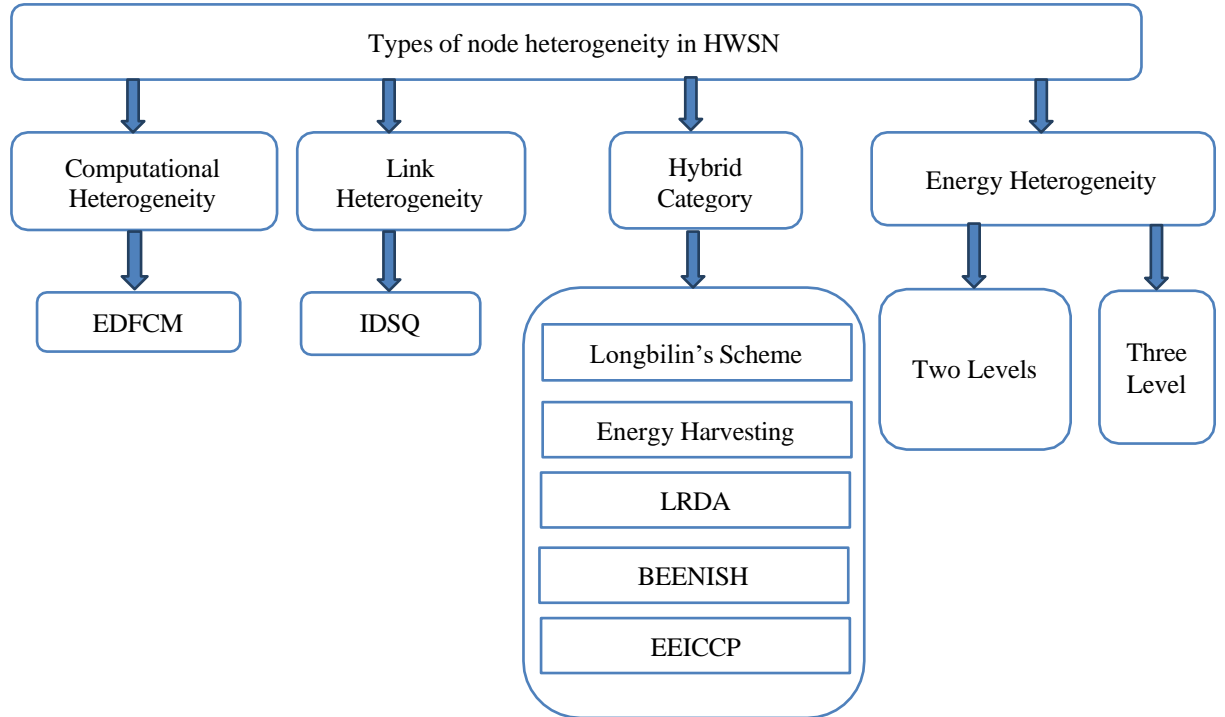 Types of node heterogeneity in HWSN
Computational
Heterogeneity
Link
Heterogeneity
Hybrid
Category
Energy Heterogeneity
EDFCM
IDSQ
Longbilin’s Scheme
Energy Harvesting
LRDA
BEENISH
EEICCP
Two Levels
Three
Level